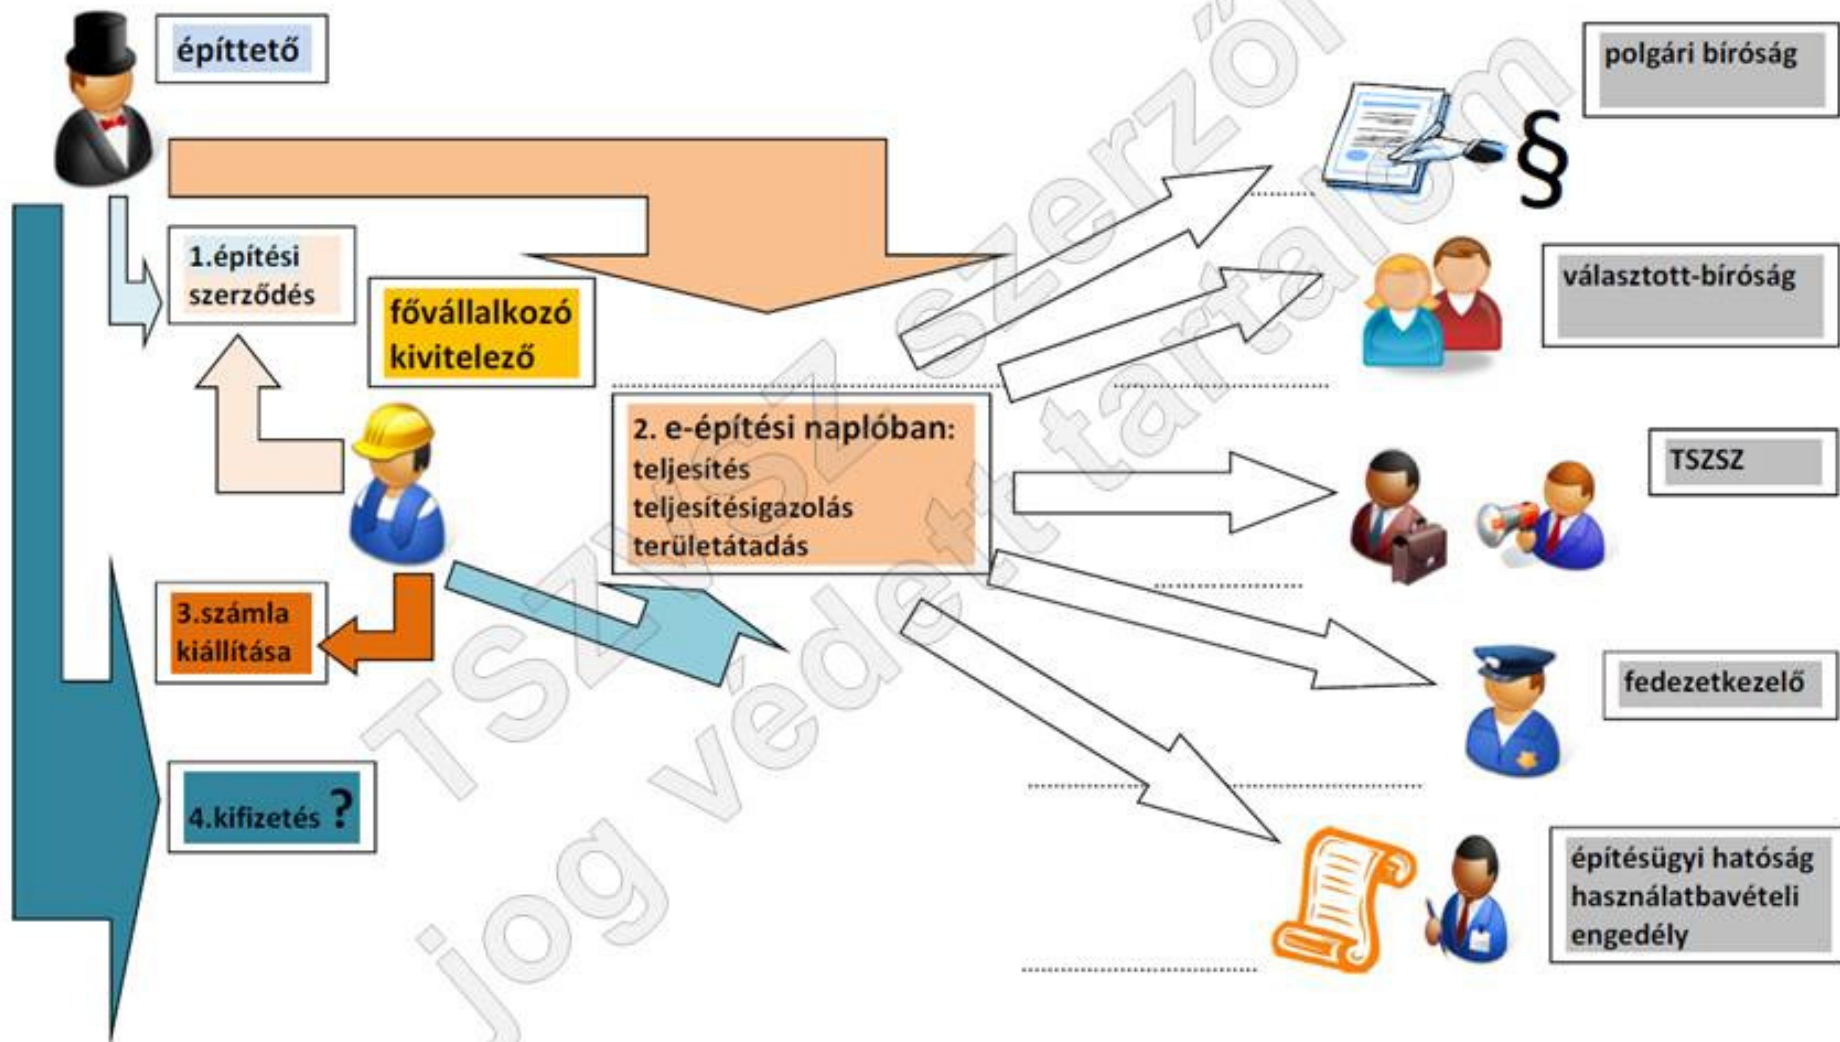 építtető
polgári bíróság
§
1.építési
szerződés
fővállalkozó
kivitelező
választott-bíróság
2. e-építési naplóban:
teljesítés
teljesítésigazolás
területátadás
TSZSZ
3.számla
kiállítása
fedezetkezelő
4.kifizetés ?
építésügyi hatóság
használatbavételi
engedély
TSZVSZ szerzői
jog védett tartalom